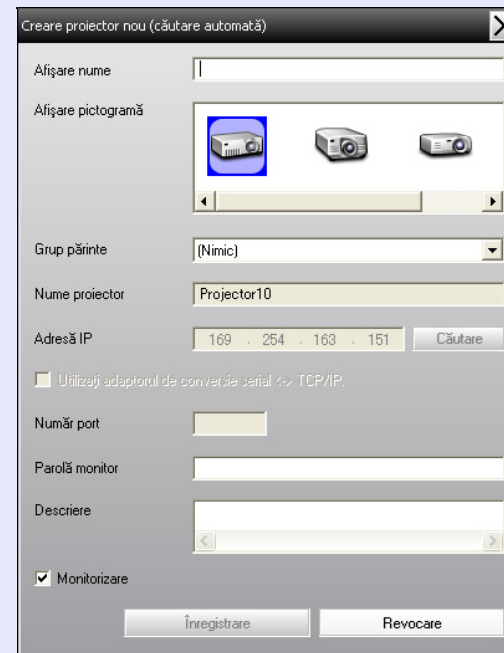 Creare proiector nou (căutare automată)
Afişare nume
Afişare pictogramă
Grup părinte
(Nimic)
Nume proiector
Projector10
Adresă IP
169 . 254 . 163 . 151
Căutare
Utilizaţi adaptorul de conversie serial <-> TCP/IP.
Număr port
Parolă monitor
Descriere
Monitorizare
Înregistrare
Revocare